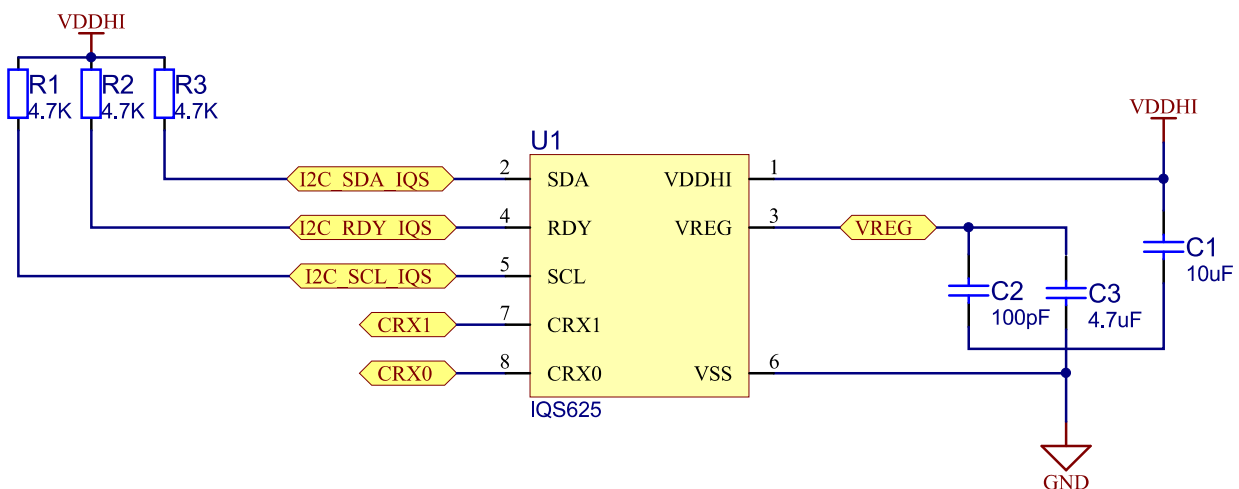 VDDHI
R1
4.7K
R2
4.7K
R3
4.7K
I2C_SDA_IQS
I2C_RDY_IQS
I2C_SCL_IQS
CRX1
CRX0
U1
2 SDA
4 RDY
5 SCL
7 CRX1
8 CRX0
VDDHI 1
VREG 3
VSS 6
IQS625
VREG
VDDHI
C1
10uF
C2
100pF
C3
4.7uF
GND